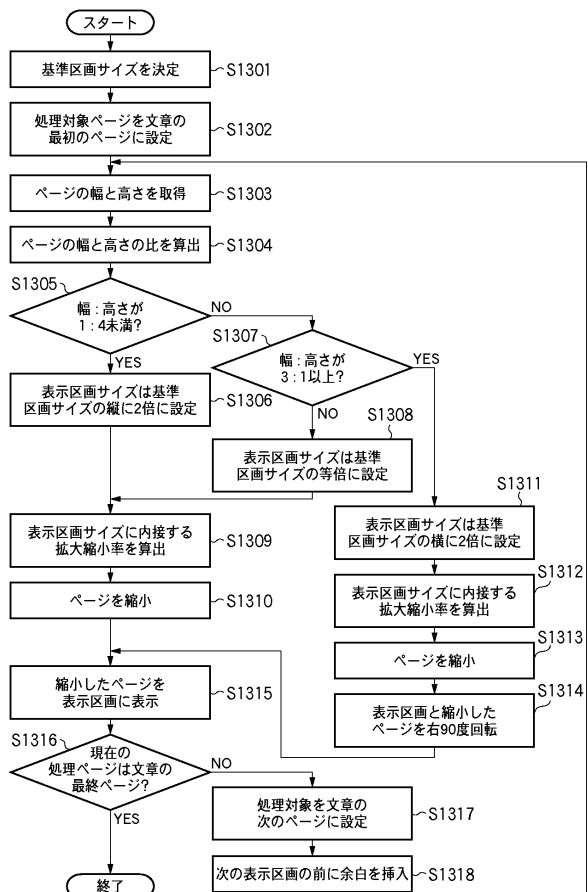 スタート
基準区画サイズを決定
S1301
処理対象ページを文章の
最初のページに設定
S1302
ページの幅と高さを取得
S1303
ページの幅と高さの比を算出
S1304
S1305
幅：高さが
1：4未満?
NO
YES
S1307
幅：高さが
3：1以上?
YES
NO
表示区画サイズは基準
区画サイズの縦に2倍に設定
S1306
S1308
表示区画サイズは基準
区画サイズの等倍に設定
S1311
表示区画サイズは基準
区画サイズの横に2倍に設定
表示区画サイズに内接する
拡大縮小率を算出
S1309
S1312
表示区画サイズに内接する
拡大縮小率を算出
ページを縮小
S1310
S1313
ページを縮小
S1314
表示区画と縮小した
ページを右90度回転
縮小したページを
表示区画に表示
S1315
S1316
現在の
処理ページは文章の
最終ページ?
NO
YES
処理対象を文章の
次のページに設定
S1317
次の表示区画の前に余白を挿入
S1318
終了